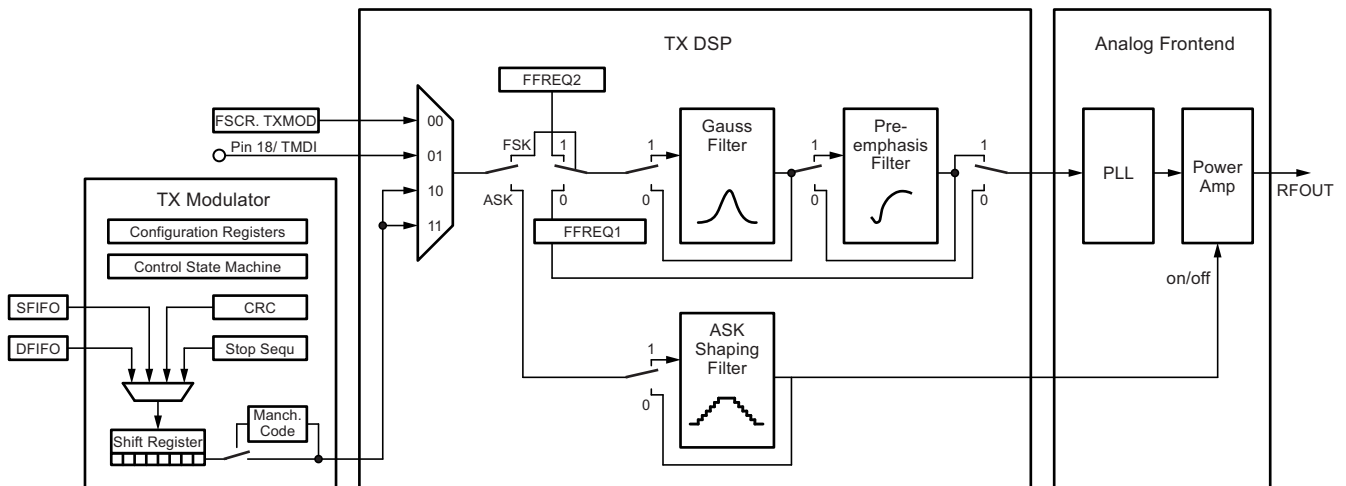 TX DSP
Analog Frontend
FFREQ2
FSCR. TXMOD
00
Pin 18/ TMDI
01
10
11
FSK
ASK
1
0
FFREQ1
1
0
Gauss
Filter
1
0
Pre-
emphasis
Filter
1
0
PLL
Power
Amp
RFOUT
on/off
TX Modulator
Configuration Registers
Control State Machine
SFIFO
CRC
DFIFO
Stop Sequ
Manch.
Code
Shift Register
1
0
ASK
Shaping
Filter